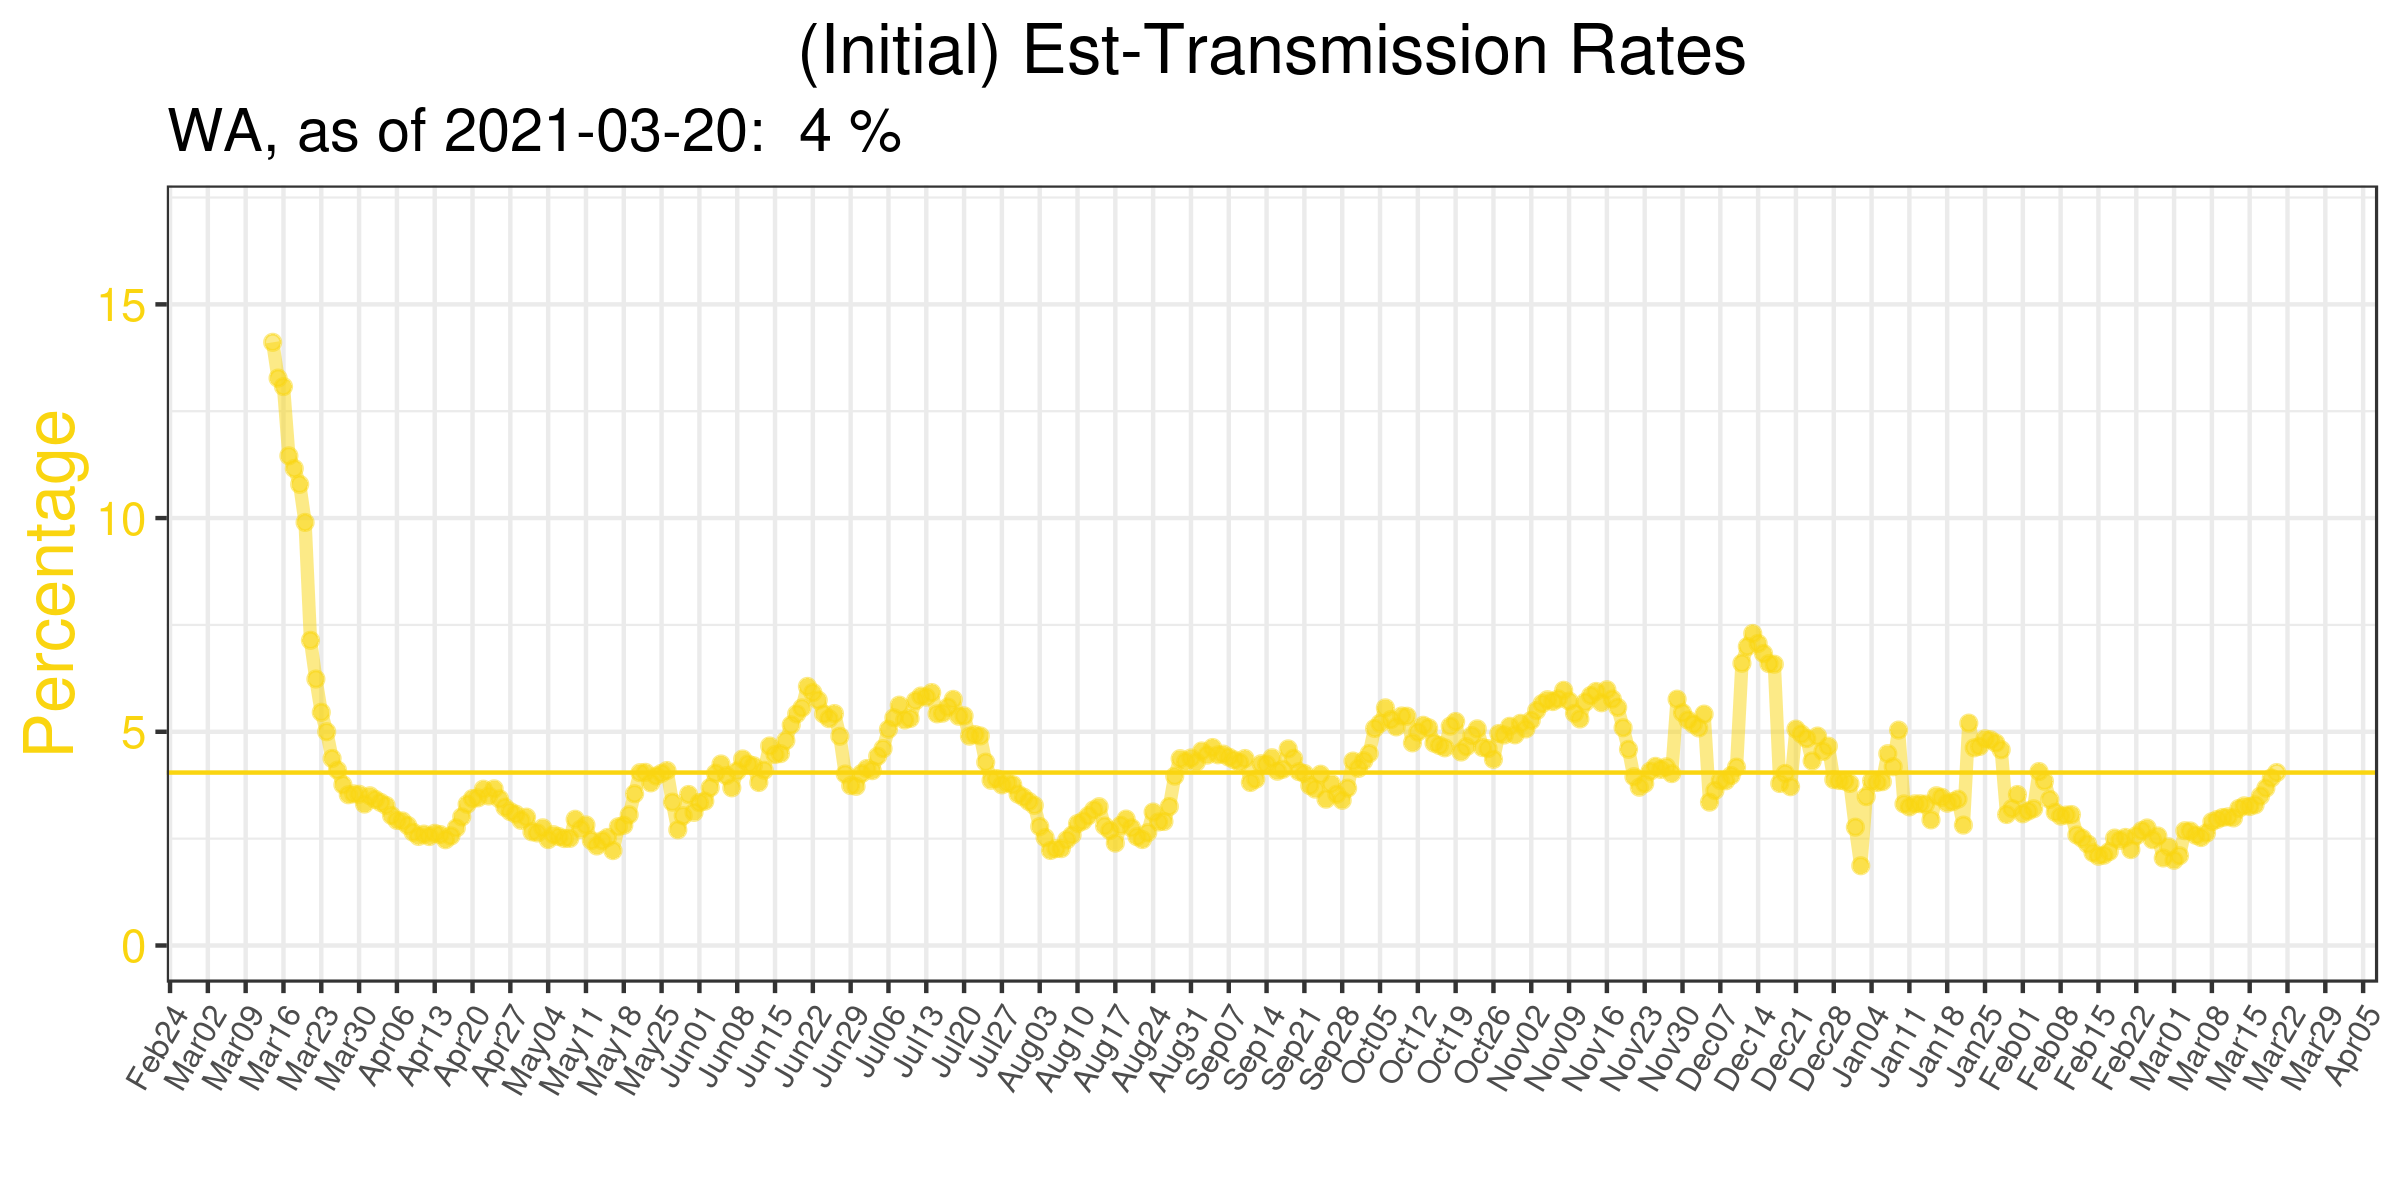 (Initial) Est-Transmission Rates
WA, as of 2021-03-20:  4 %
Percentage
15
10
5
0
Feb24
Mar02
Mar09
Mar16
Mar23
Mar30
Apr06
Apr13
Apr20
Apr27
May04
May11
May18
May25
Jun01
Jun08
Jun15
Jun22
Jun29
Jul06
Jul13
Jul20
Jul27
Aug03
Aug10
Aug17
Aug24
Aug31
Sep07
Sep14
Sep21
Sep28
Oct05
Oct12
Oct19
Oct26
Nov02
Nov09
Nov16
Nov23
Nov30
Dec07
Dec14
Dec21
Dec28
Jan04
Jan11
Jan18
Jan25
Feb01
Feb08
Feb15
Feb22
Mar01
Mar08
Mar15
Mar22
Mar29
Apr05